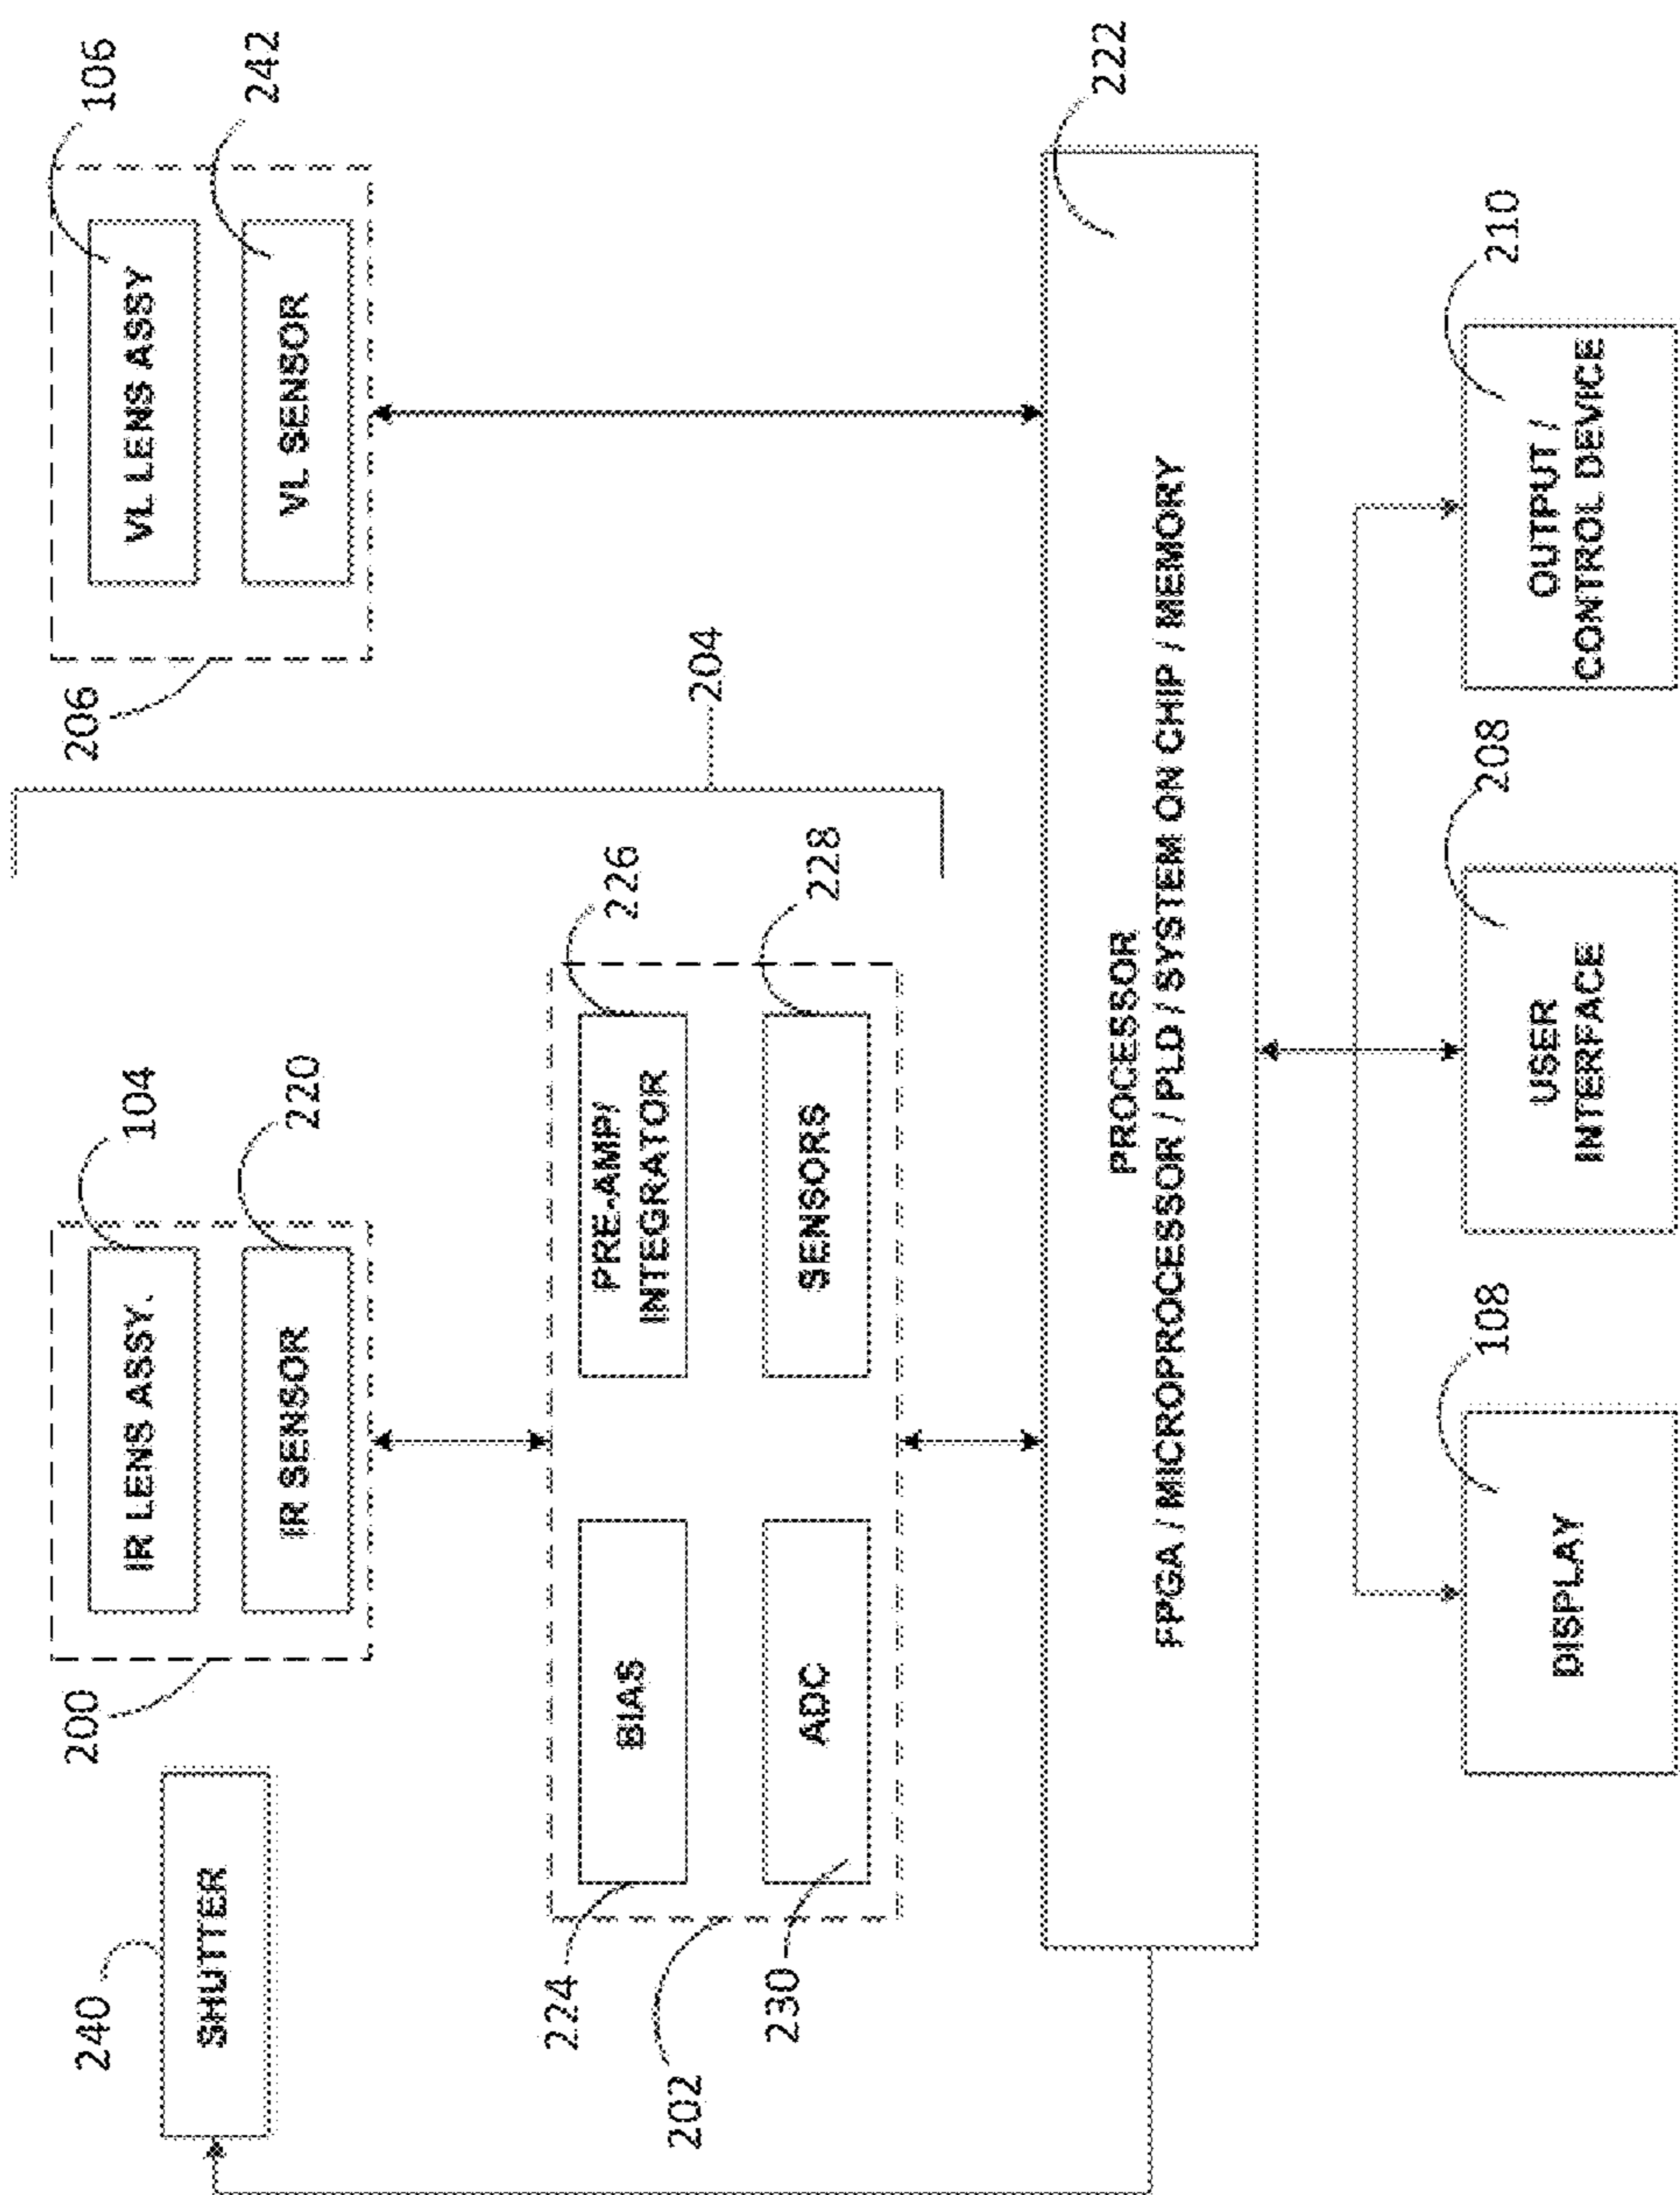 240
SHUTTER
200
IR LENS ASSY.
104
IR SENSOR
220
206
VL LENS ASSY
106
VL SENSOR
242
204
224
BIAS
PRE-AMP/
INTEGRATOR
226
230
ADC
SENSORS
228
202
PROCESSOR
FPGA / MICROPROCESSOR / PLD / SYSTEM ON CHIP / MEMORY
222
DISPLAY
108
USER
INTERFACE
208
OUTPUT /
CONTROL DEVICE
210